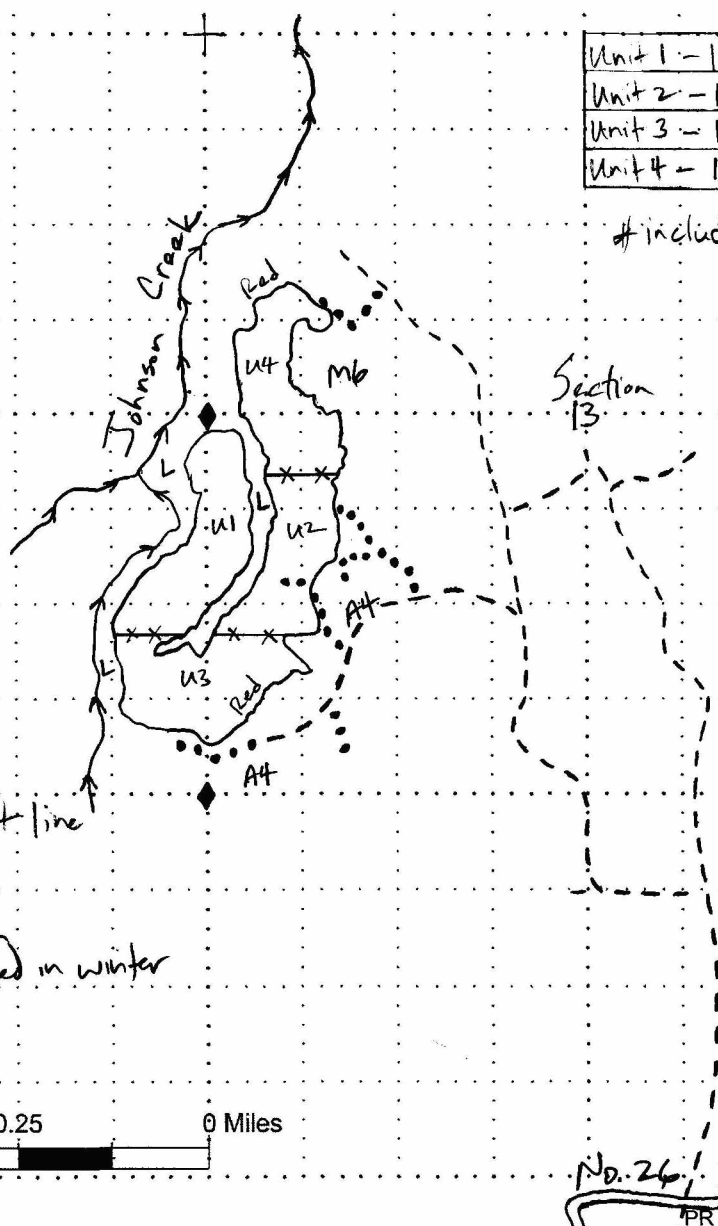 Unit 1 - 1
Unit 2 - 1
Unit 3 - 1
Unit 4 - 1
# includ
Johnson Creek
Red
U4
M6
Section
13
L
U1
L
U2
A4
U3
L
Red
A4
line
ed in winter
0.25
0 Miles
No. 26
PR